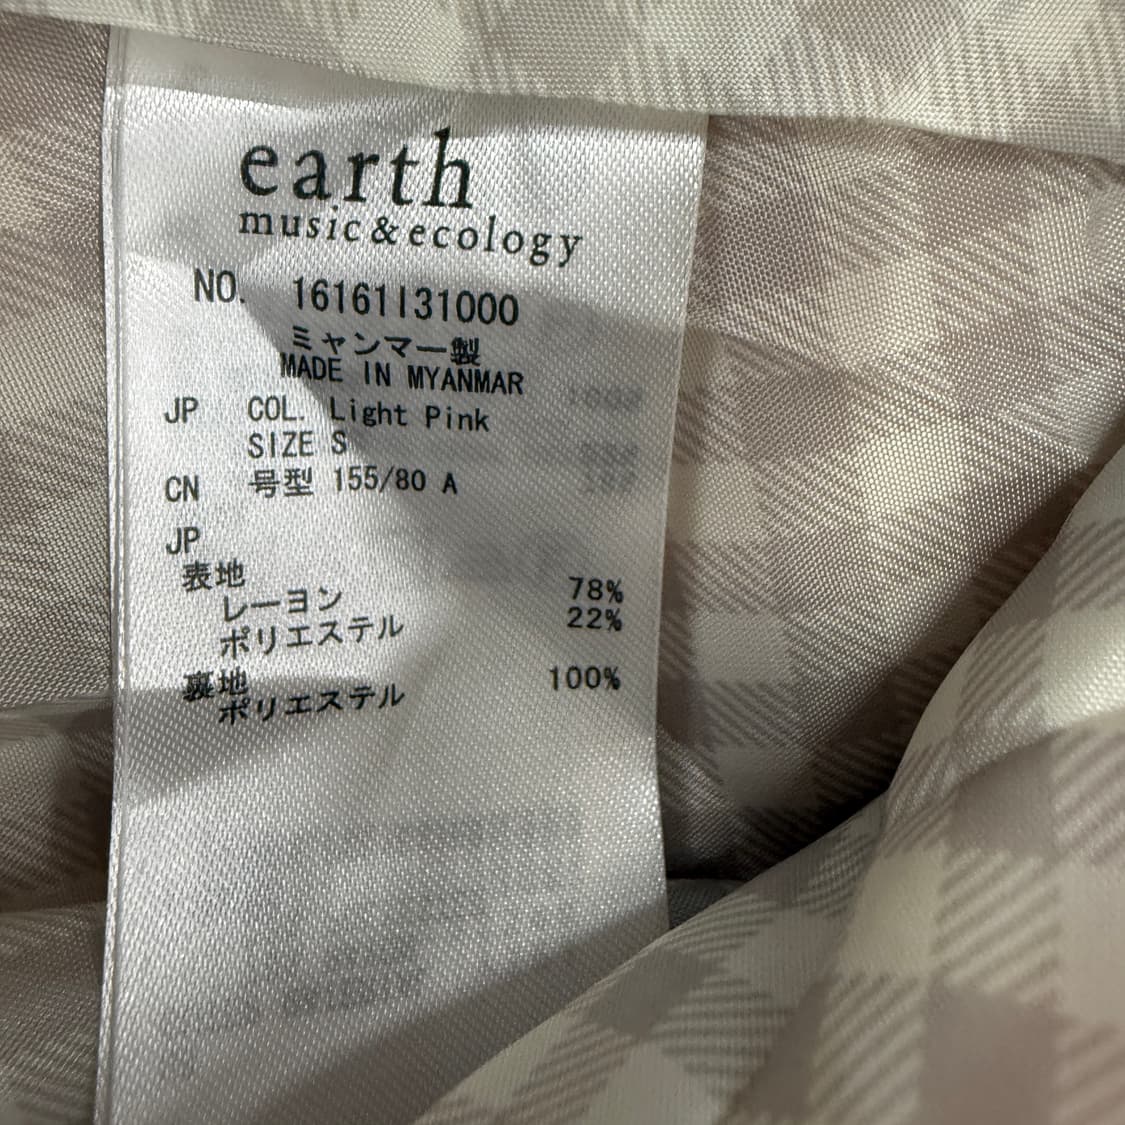 earth
music&ecology
NO. 16161131000
ミャンマー製
MADE IN MYANMAR
JP COL. Light Pink
SIZE S
CN 号型 155/80 A
JP
表地
レーヨン 78%
ポリエステル 22%
裏地
ポリエステル 100%